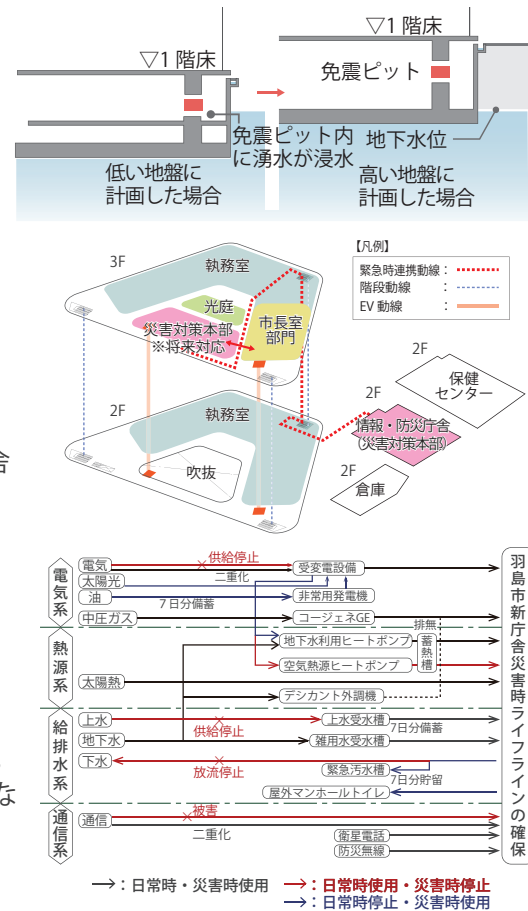 ▽1 階床
▽1 階床
免震ピット
免震ピット内
に湧水が浸水
地下水位
低い地盤に
計画した場合
高い地盤に
計画した場合
【凡例】
緊急時連携動線：
階段動線：
EV 動線：
3F
執務室
光庭
災害対策本部
※将来対応
市長室
部門
2F
執務室
吹抜
2F
保健
センター
2F
情報・防災庁舎
（災害対策本部）
2F
倉庫
舎
な
電気系
電気
供給停止
受変電設備
太陽光
二重化
油
7 日分備蓄
非常用発電機
中圧ガス
コージェネGE
排無
熱源系
地下水利用ヒートポンプ
蓄熱槽
空気熱源ヒートポンプ
太陽熱
デシカント外調機
給排水系
上水
供給停止
上水受水槽
7日分備蓄
地下水
雑用水受水槽
下水
放流停止
緊急汚水槽
7日分貯留
屋外マンホールトイレ
通信系
通信
被害
二重化
衛星電話
防災無線
羽島市新庁舎災害時ライフラインの確保
：日常時・災害時使用
：日常時使用・災害時停止
：日常時停止・災害時使用